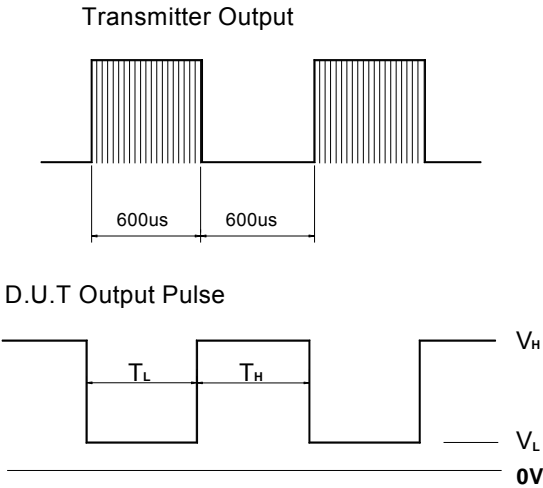 Transmitter Output
600us 600us
D.U.T Output Pulse
VH
TL TH
VL
0V